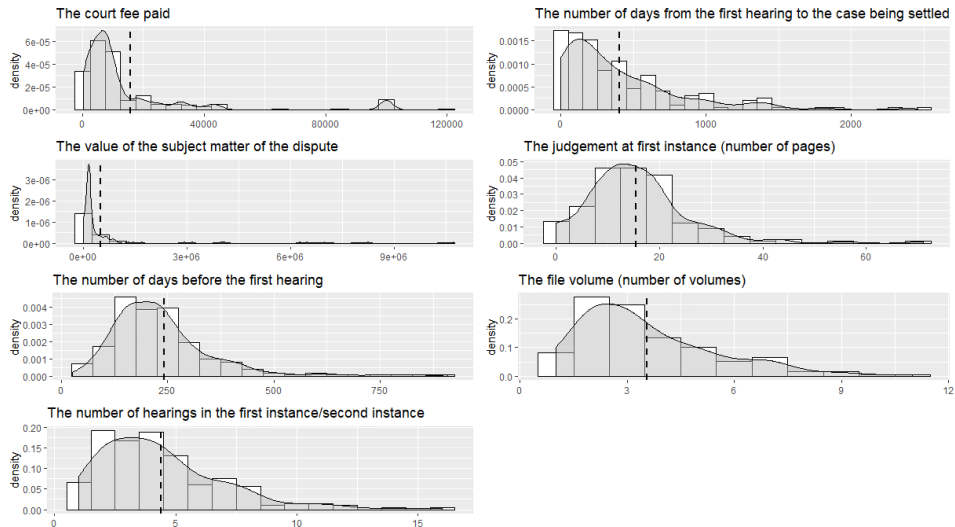 The court fee paid
density
6e-05
4e-05
2e-05
0e+00
0 40000 80000 120000
The number of days from the first hearing to the case being settled
density
0.0015
0.0010
0.0005
0.0000
0 1000 2000
The value of the subject matter of the dispute
density
3e-06
2e-06
1e-06
0e+00
0e+00 3e+06 6e+06 9e+06
The judgement at first instance (number of pages)
density
0.05
0.04
0.03
0.02
0.01
0.00
0 20 40 60
The number of days before the first hearing
density
0.004
0.003
0.002
0.001
0.000
0 250 500 750
The file volume (number of volumes)
density
0.2
0.1
0.0
0 3 6 9 12
The number of hearings in the first instance/second instance
density
0.20
0.15
0.10
0.05
0.00
0 5 10 15